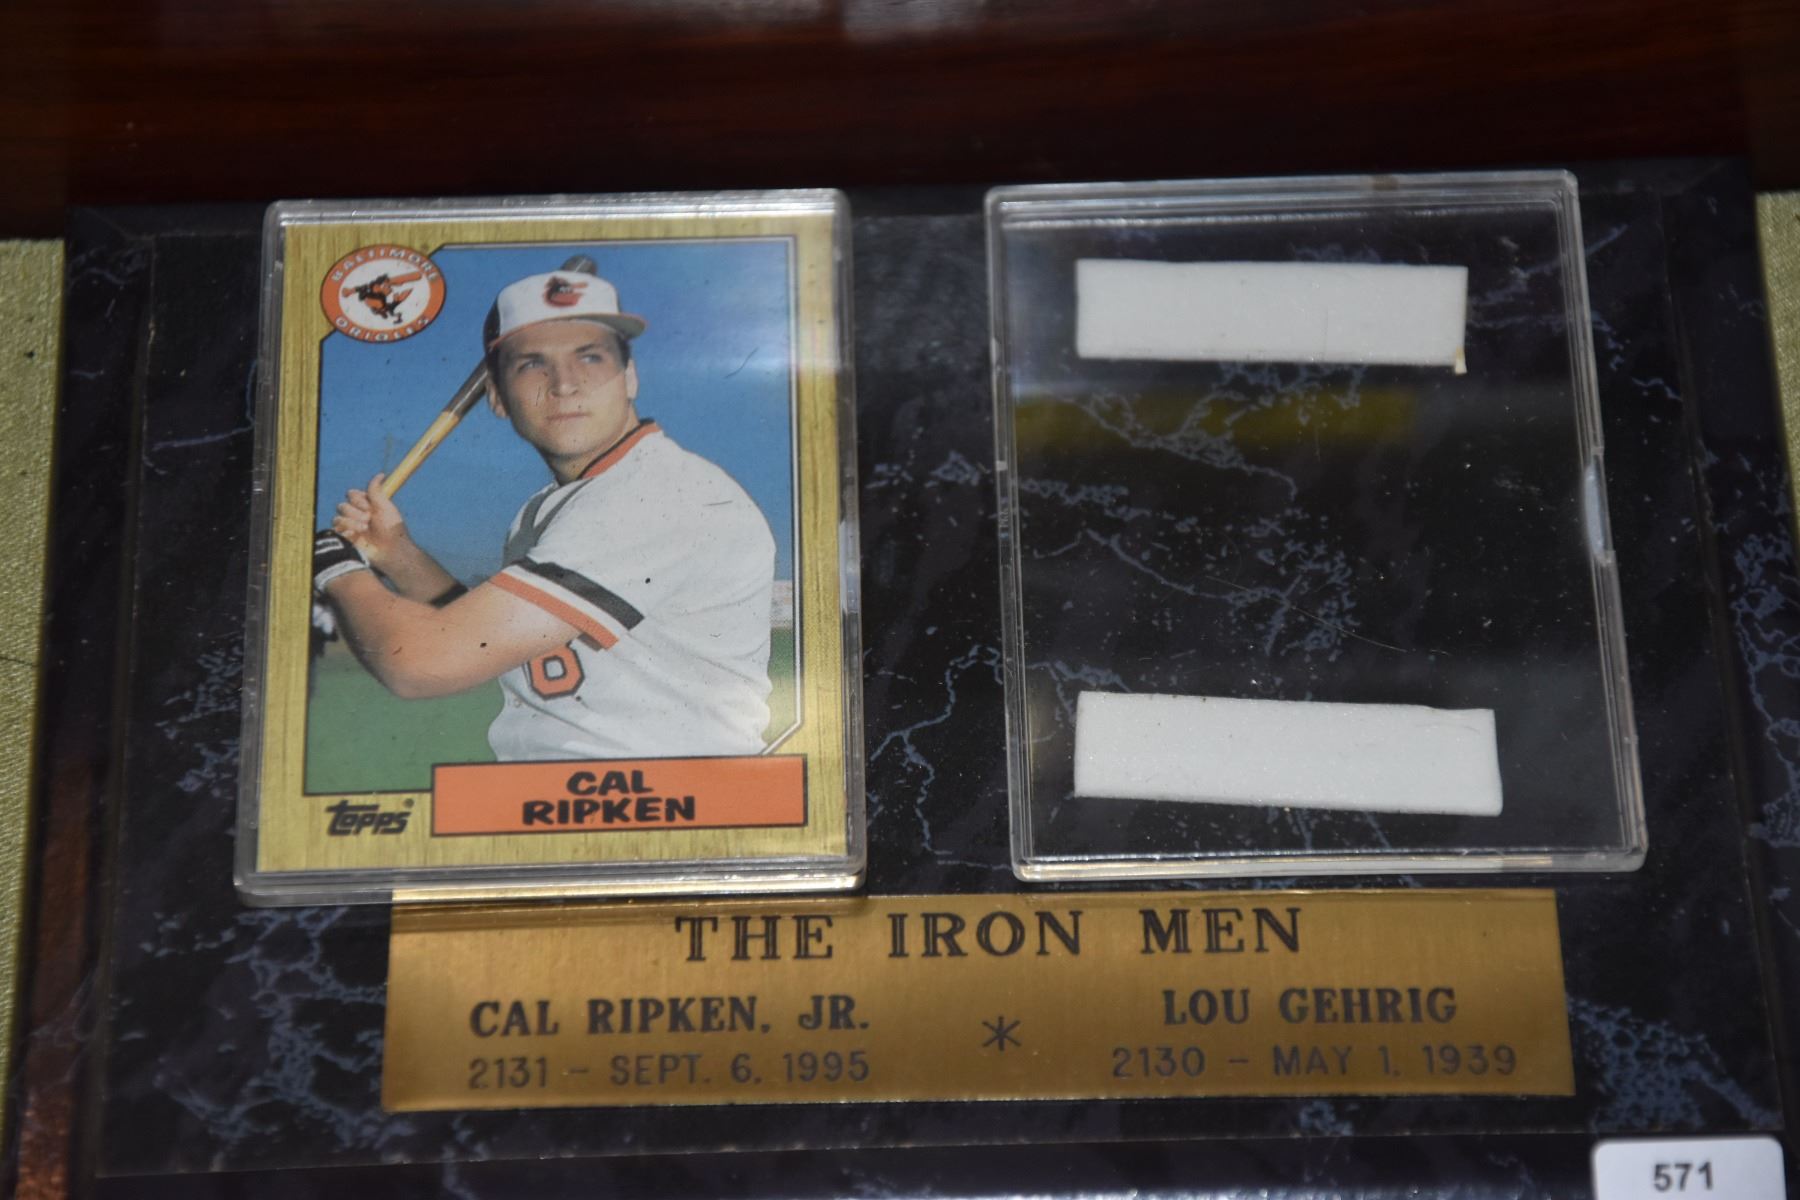 BALTIMORE
ORIOLES
8
Topps
CAL
RIPKEN
THE IRON MEN
CAL RIPKEN, JR. * LOU GEHRIG
2131 - SEPT. 6, 1995 2130 - MAY 1, 1939
571